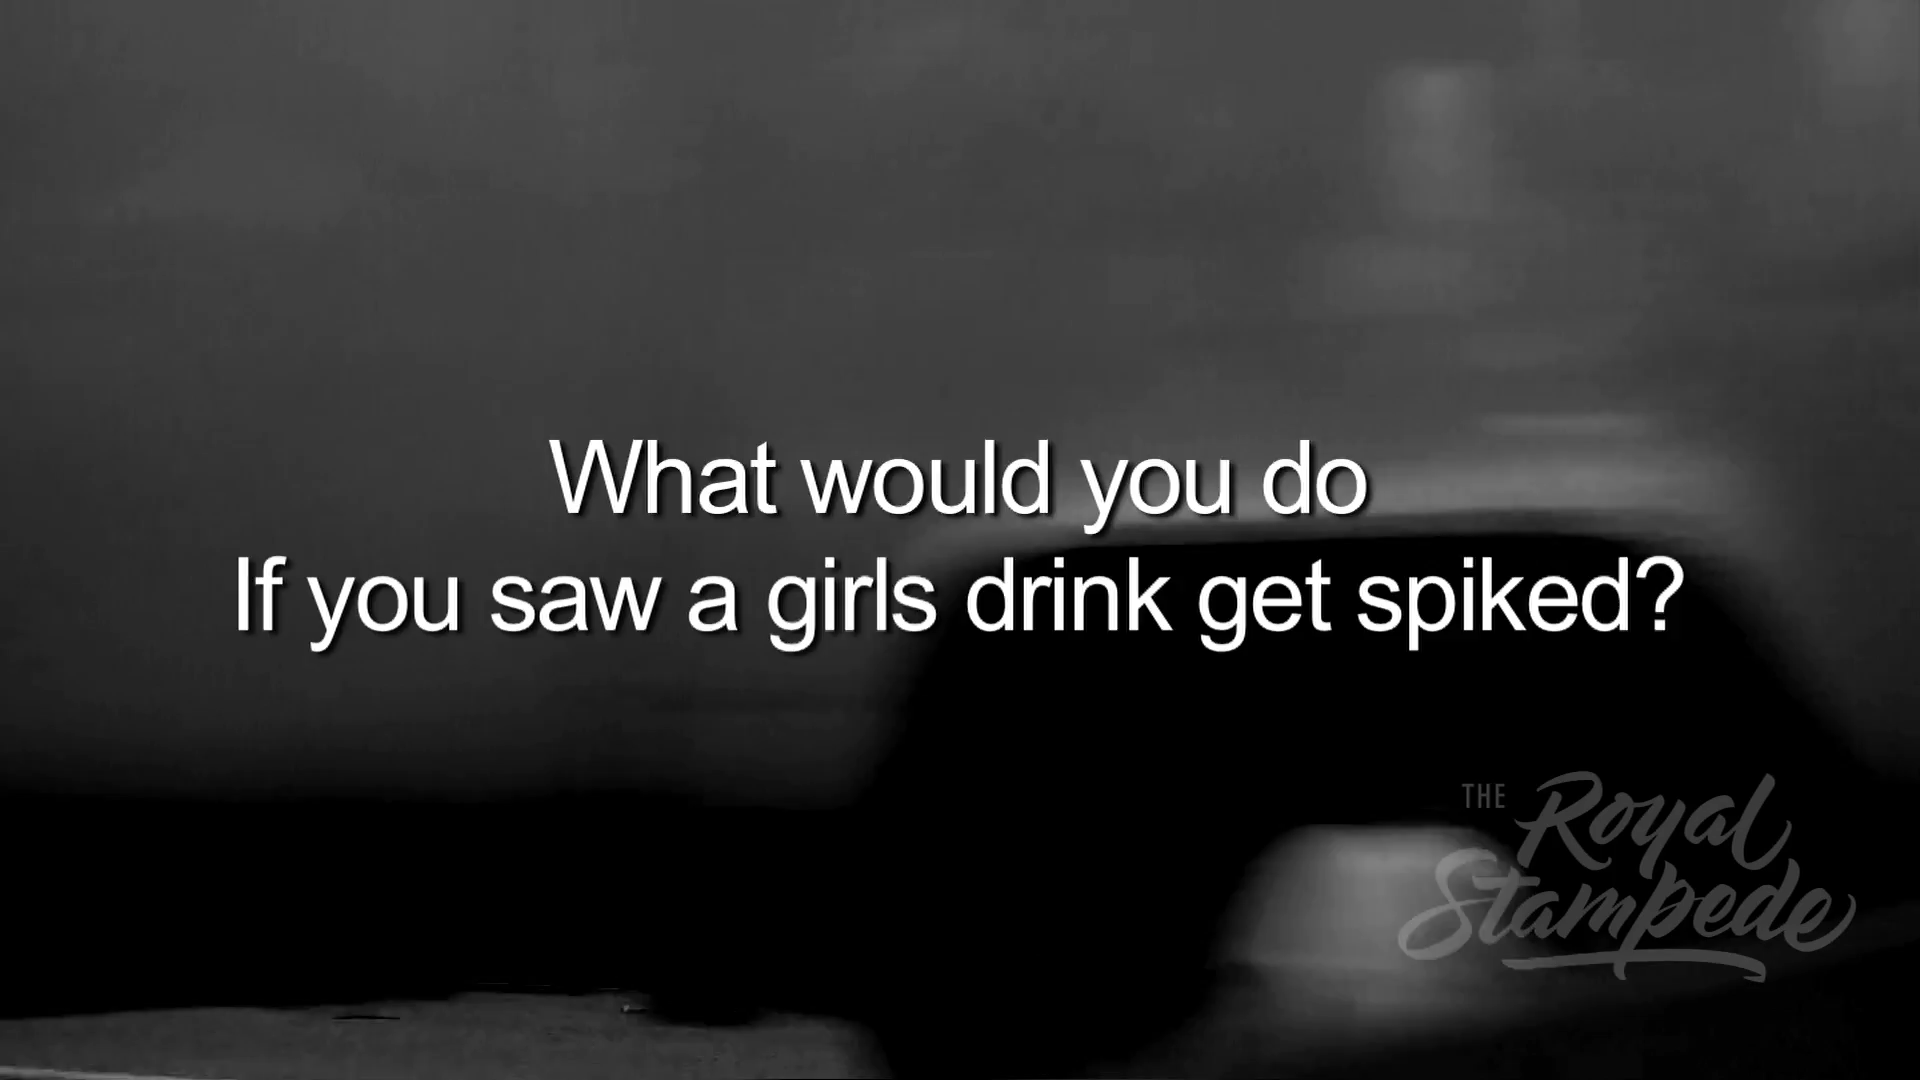 What would you do
If you saw a girls drink get spiked?
THE
Royal
Stampede